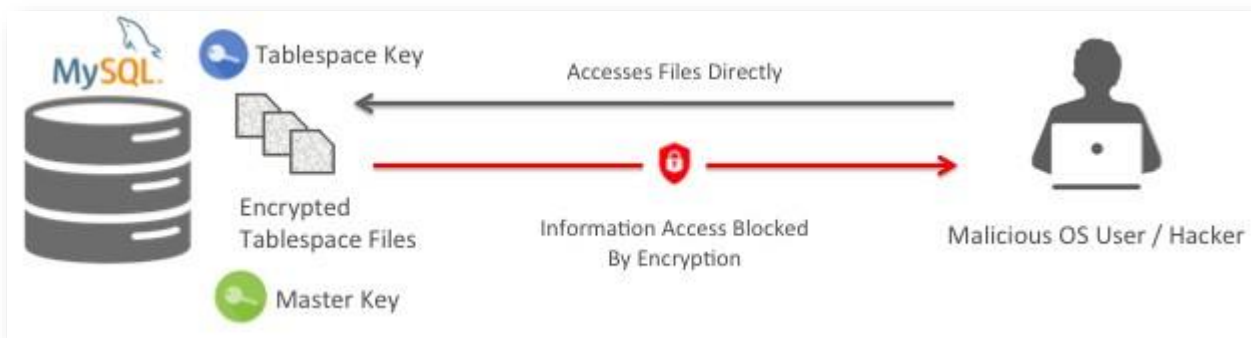 MySQL.
Tablespace Key
Accesses Files Directly
Encrypted
Tablespace Files
Information Access Blocked
By Encryption
Malicious OS User / Hacker
Master Key